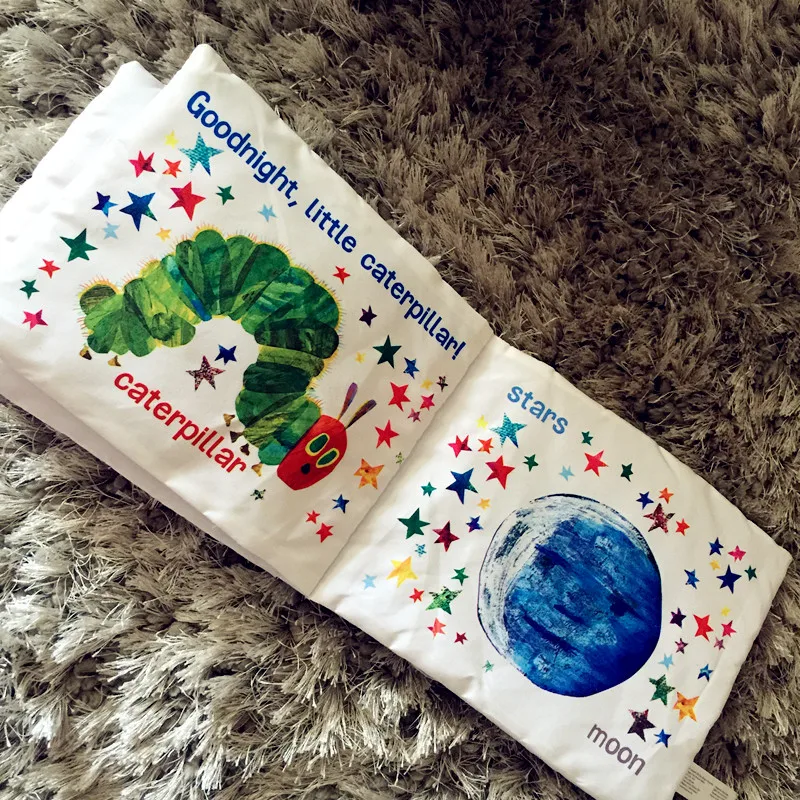 Goodnight, little caterpillar!
caterpillar
stars
moon